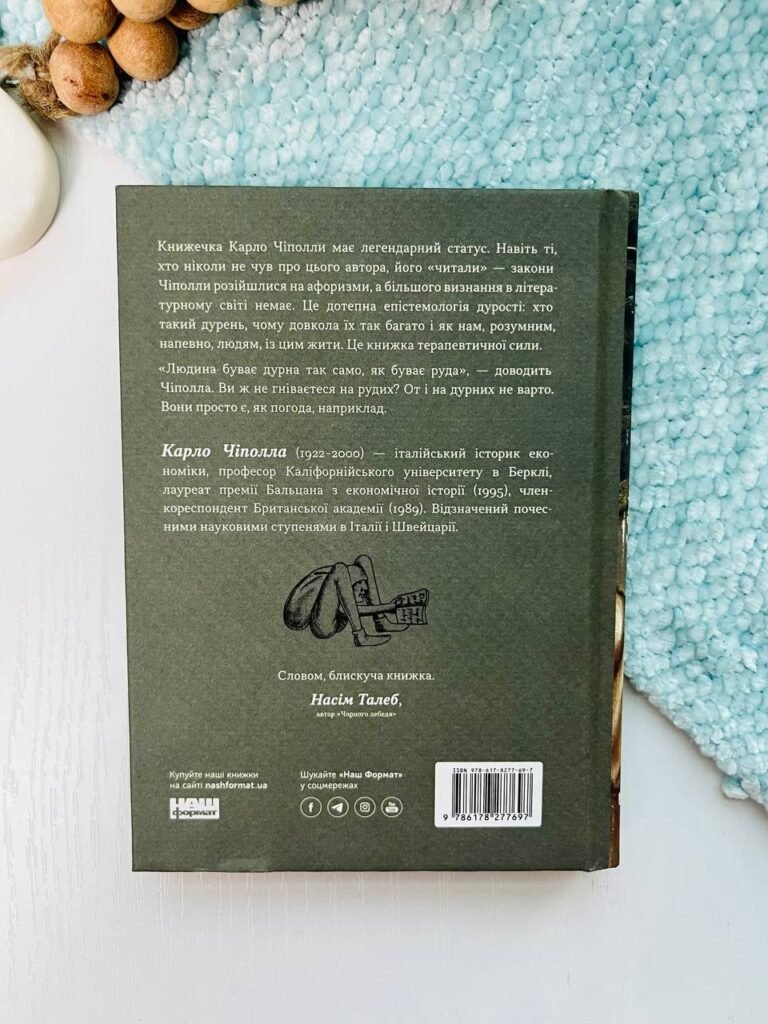 Книжечка Карло Чіполли має легендарний статус. Навіть ті,
хто ніколи не чув про цього автора, його «читали» — закони
Чіполли розійшлися на афоризми, а більшого визнання в літера-
турному світі немає. Це дотепна епістемологія дурості: хто
такий дурень, чому довкола їх так багато і як нам, розумним,
напевно, людям, із цим жити. Це книжка терапевтичної сили.
«Людина буває дурна так само, як буває руда», — доводить
Чіполла. Ви ж не гніваєтеся на рудих? От і на дурних не варто.
Вони просто є, як погода, наприклад.
Карло Чіполла (1922–2000) — італійський історик еко-
номіки, професор Каліфорнійського університету в Берклі,
лауреат премії Бальцана з економічної історії (1995), член-
кореспондент Британської академії (1989). Відзначений почес-
ними науковими ступенями в Італії і Швейцарії.
Словом, блискуча книжка.
Насім Талеб,
автор «Чорного лебедя»
Купуйте наші книжки
на сайті nashformat.ua
НАШ
формат
Шукайте «Наш Формат»
у соцмережах
ISBN 978-617-8277-69-7
9 786178 277697